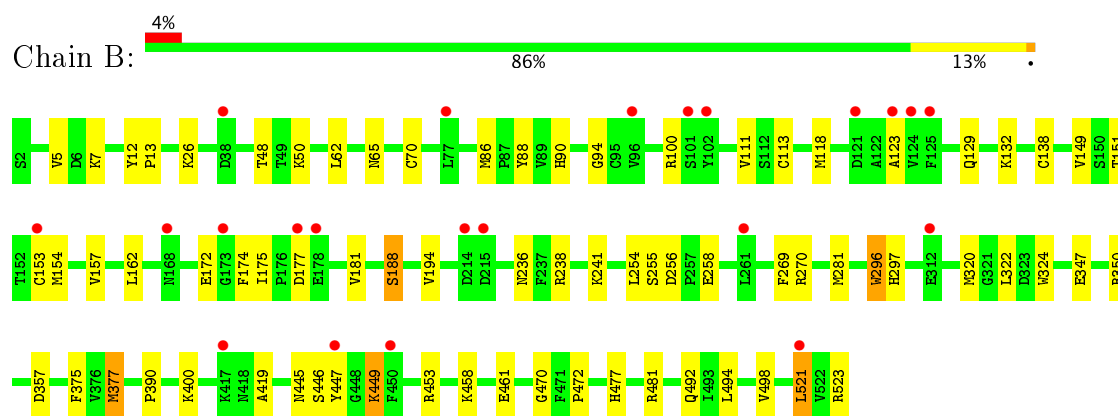 4%
Chain B:
86%
13%
•
S2 V5 D6 K7 Y12 P13 K26 D38 T48 T49 K50 L62 N65 C70 L77 M86 P87 Y88 V89 H90 G94 C95 V96 R100 S101 Y102 V111 S112 C113 M118 D121 A122 A123 V124 F125 Q129 K132 C138 V149 S150 T151
T152 C153 M154 V157 L162 N168 E172 G173 F174 I175 P176 D177 E178 V181 S188 V194 D214 D215 N236 F237 R238 K241 L254 S255 D256 P257 E258 L261 F269 R270 M281 W296 H297 E312 M320 G321 L322 D323 W324 E347 R350
D357 F375 V376 M377 P390 K400 K417 N418 A419 N445 S446 Y447 G448 K449 F450 R453 K458 E461 G470 F471 P472 H477 R481 Q492 I493 L494 V498 L521 V522 R523